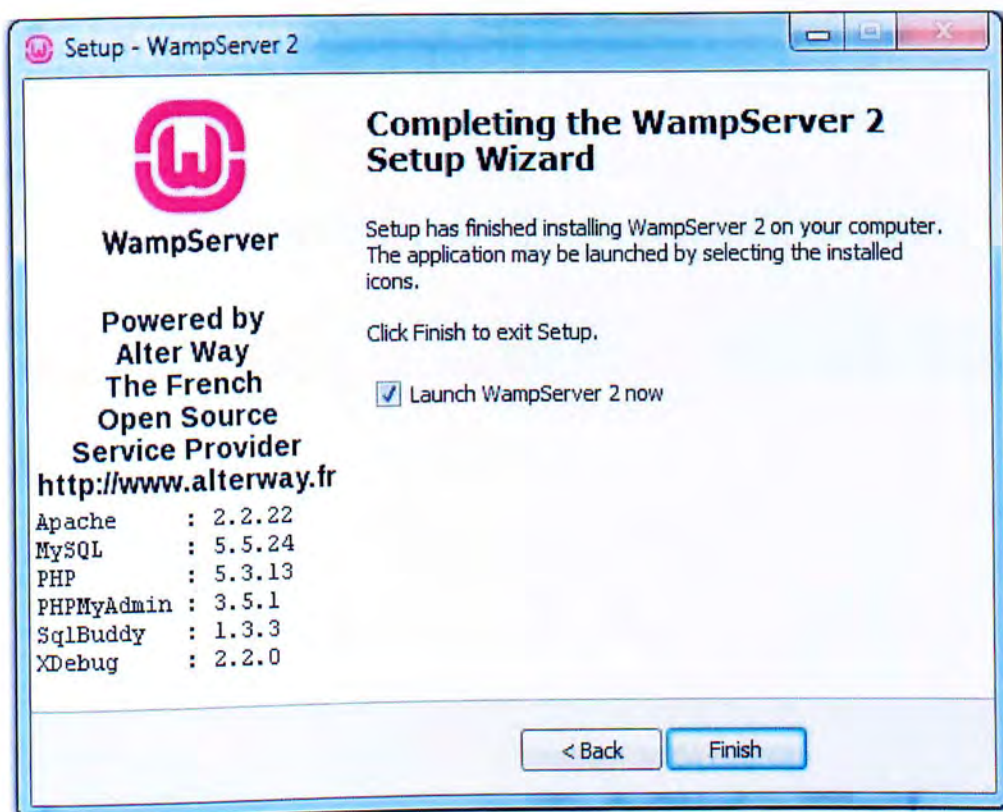 Setup - WampServer 2
WampServer
Powered by
Alter Way
The French
Open Source
Service Provider
http://www.alterway.fr
Apache : 2.2.22
MySQL : 5.5.24
PHP : 5.3.13
PHPMyAdmin : 3.5.1
SqlBuddy : 1.3.3
XDebug : 2.2.0
Completing the WampServer 2
Setup Wizard
Setup has finished installing WampServer 2 on your computer.
The application may be launched by selecting the installed
icons.
Click Finish to exit Setup.
Launch WampServer 2 now
< Back
Finish